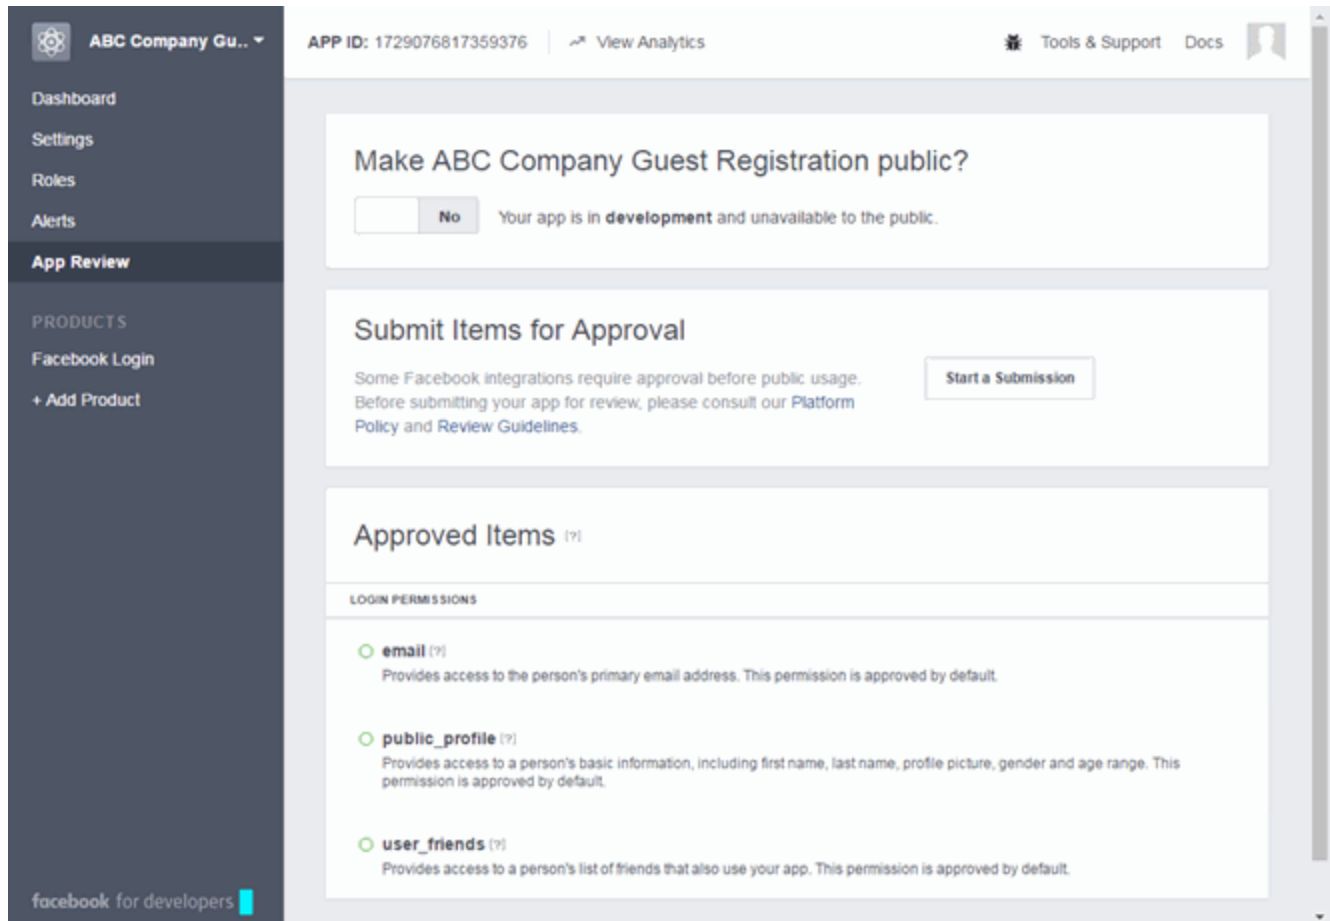 ABC Company Gu..
APP ID: 1729076817359376
View Analytics
Tools & Support
Docs
Dashboard
Settings
Roles
Alerts
App Review
PRODUCTS
Facebook Login
+ Add Product
facebook for developers
Make ABC Company Guest Registration public?
No
Your app is in development and unavailable to the public.
Submit Items for Approval
Some Facebook integrations require approval before public usage.
Before submitting your app for review, please consult our Platform
Policy and Review Guidelines.
Start a Submission
Approved Items [?]
LOGIN PERMISSIONS
email [?]
Provides access to the person's primary email address. This permission is approved by default.
public_profile [?]
Provides access to a person's basic information, including first name, last name, profile picture, gender and age range. This
permission is approved by default.
user_friends [?]
Provides access to a person's list of friends that also use your app. This permission is approved by default.